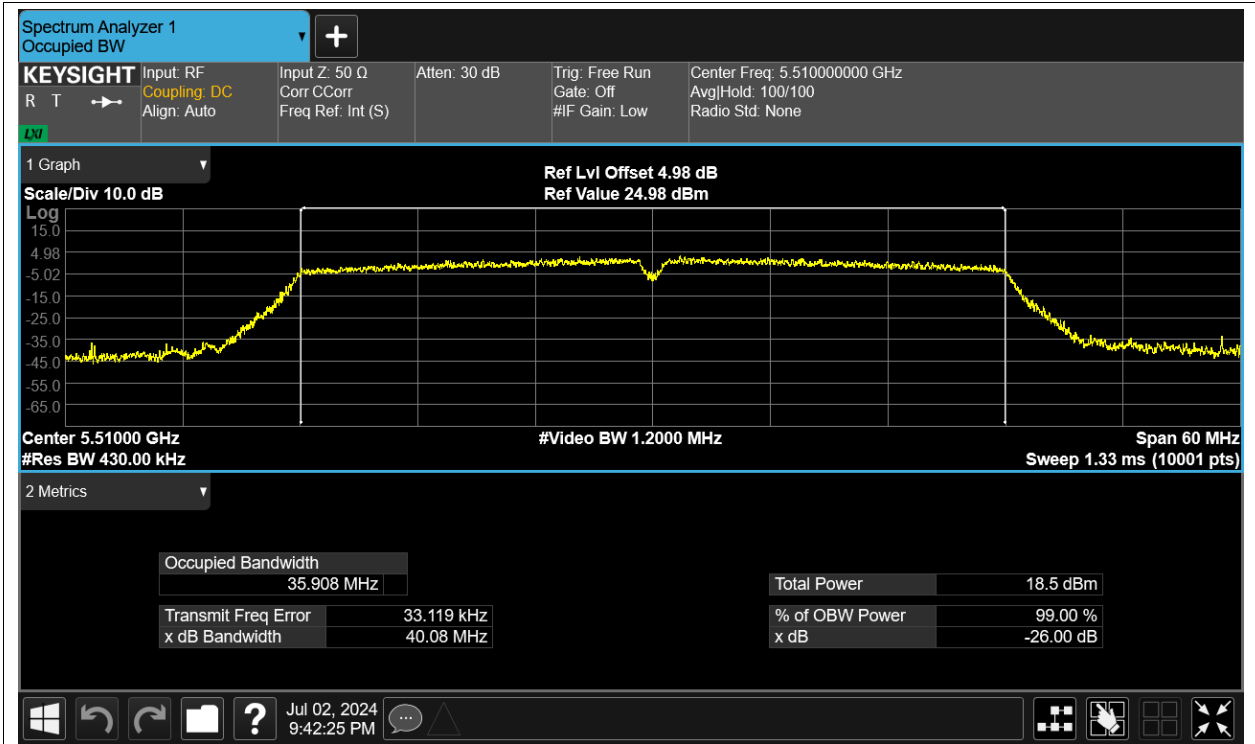 Spectrum Analyzer 1
Occupied BW
KEYSIGHT
R T
LXI
Input: RF
Coupling: DC
Align: Auto
Input Z: 50 Ω
Corr CCorr
Freq Ref: Int (S)
Atten: 30 dB
Trig: Free Run
Gate: Off
#IF Gain: Low
Center Freq: 5.510000000 GHz
Avg|Hold: 100/100
Radio Std: None
1 Graph
Scale/Div 10.0 dB
Ref Lvl Offset 4.98 dB
Ref Value 24.98 dBm
Log
15.0
4.98
-5.02
-15.0
-25.0
-35.0
-45.0
-55.0
-65.0
Center 5.51000 GHz
#Video BW 1.2000 MHz
Span 60 MHz
#Res BW 430.00 kHz
Sweep 1.33 ms (10001 pts)
2 Metrics
Occupied Bandwidth
35.908 MHz
Total Power 18.5 dBm
Transmit Freq Error 33.119 kHz
% of OBW Power 99.00 %
x dB Bandwidth 40.08 MHz
x dB -26.00 dB
Jul 02, 2024
9:42:25 PM